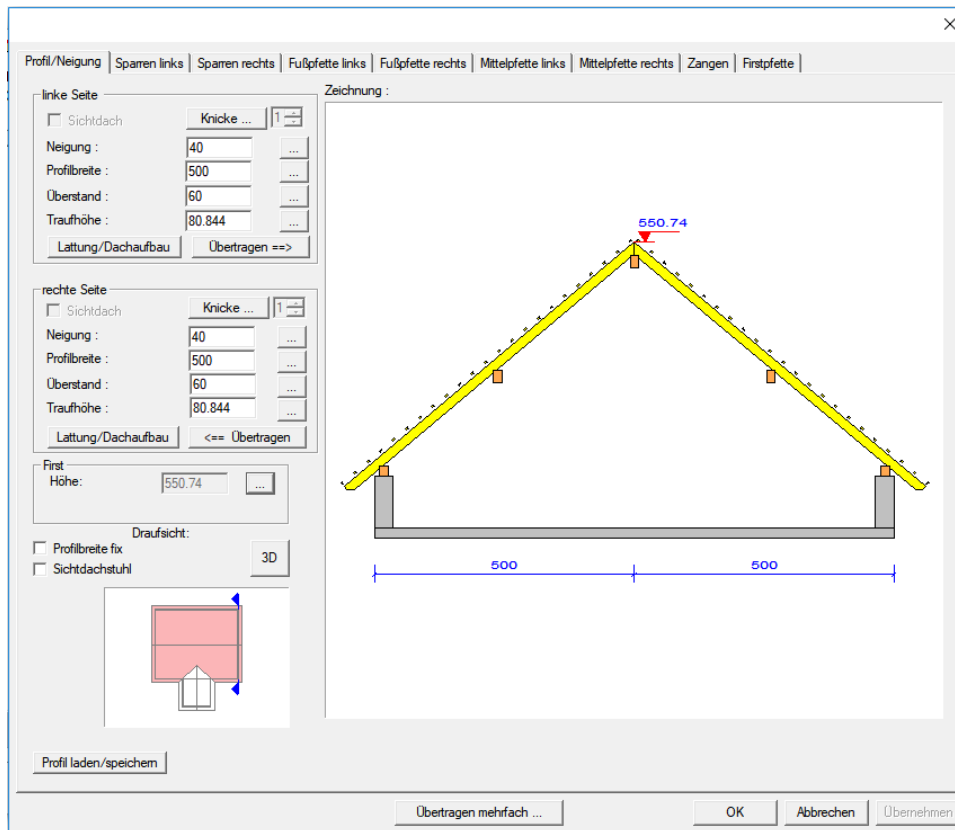 Profil/Neigung Sparren links Sparren rechts Fußpfette links Fußpfette rechts Mittelpfette links Mittelpfette rechts Zangen Firstpfette
linke Seite
Sichtdach Knicke ... 1
Neigung : 40 ...
Profilbreite : 500 ...
Überstand : 60 ...
Traufhöhe : 80.844 ...
Lattung/Dachaufbau Übertragen ==>
rechte Seite
Sichtdach Knicke ... 1
Neigung : 40 ...
Profilbreite : 500 ...
Überstand : 60 ...
Traufhöhe : 80.844 ...
Lattung/Dachaufbau <== Übertragen
First
Höhe: 550.74 ...
Draufsicht:
Profilbreite fix
Sichtdachstuhl
3D
Profil laden/speichern
Zeichnung :
550.74
500 500
Übertragen mehrfach ... OK Abbrechen Übernehmen